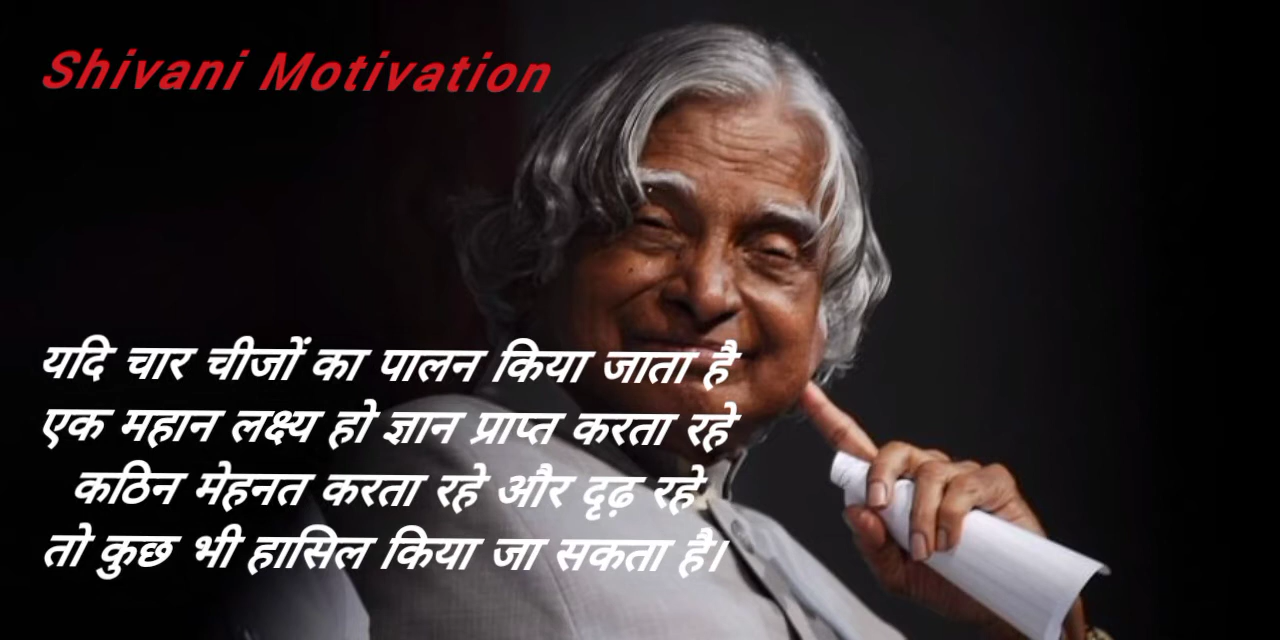 Shivani Motivation
यदि चार चीजों का पालन किया जाता है
एक महान लक्ष्य हो ज्ञान प्राप्त करता रहे
कठिन मेहनत करता रहे और दृढ़ रहे
तो कुछ भी हासिल किया जा सकता है।